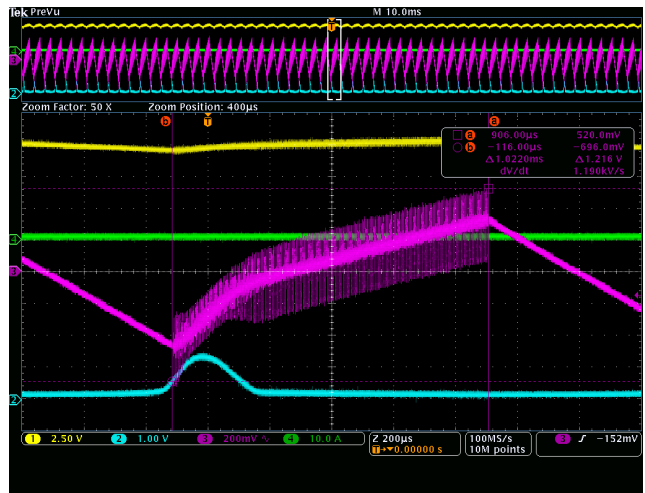 Tek PreVu M 10.0ms
T
4
3
2
Zoom Factor: 50 X Zoom Position: 400µs
b T a
a 906.00µs 520.0mV
b −116.00µs −696.0mV
Δ1.0220ms Δ1.216 V
dV/dt 1.190kV/s
4
3
2
1 2.50 V 2 1.00 V 3 200mV 4 10.0 A
Z 200µs 100MS/s 3 −152mV
T→▼0.00000 s 10M points